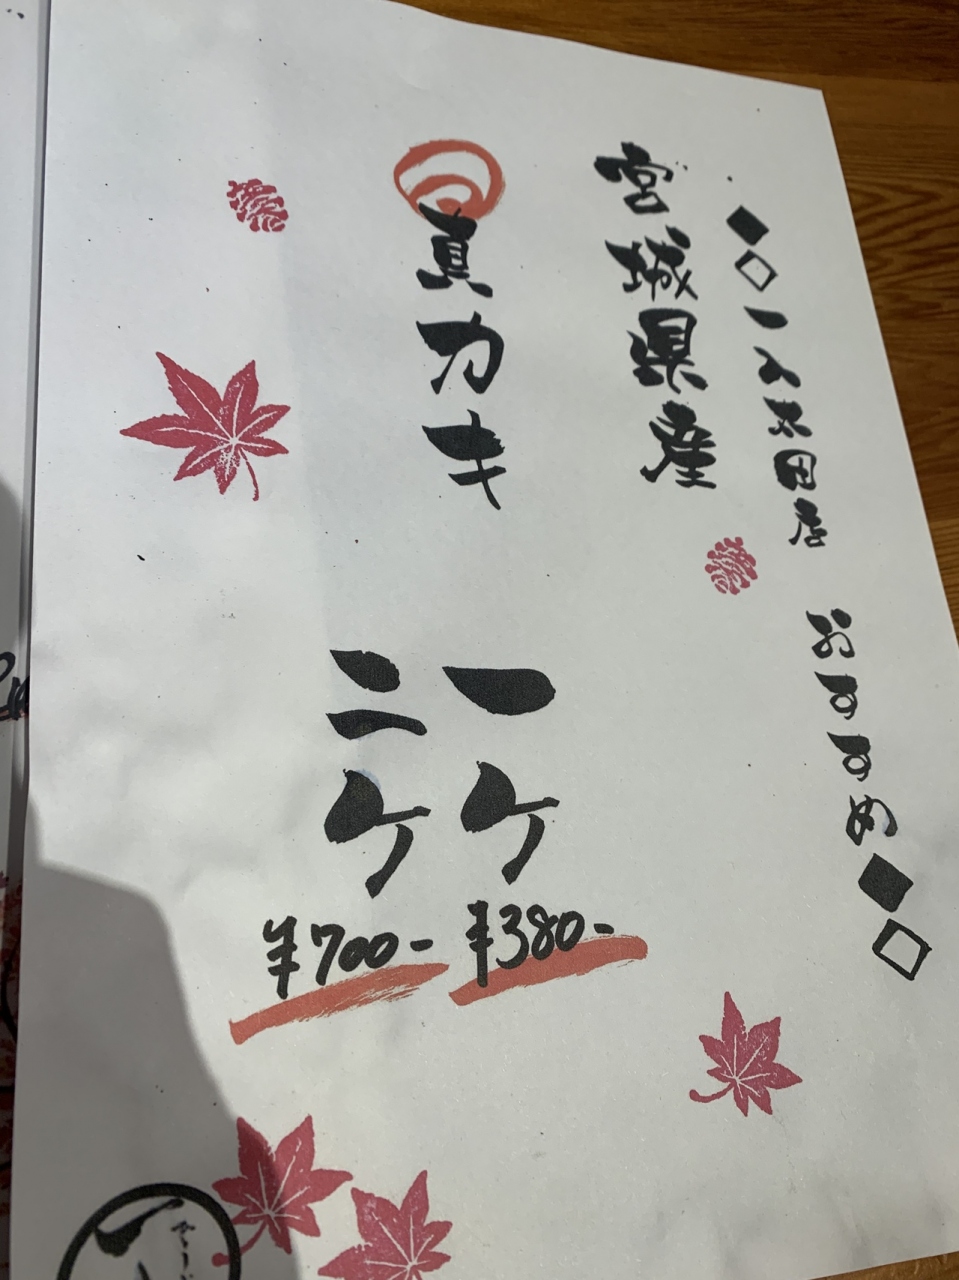 ◆◇一人太田店 おすすめ◆◇
宮城県産
真カキ
一ケ ¥380-
二ケ ¥700-